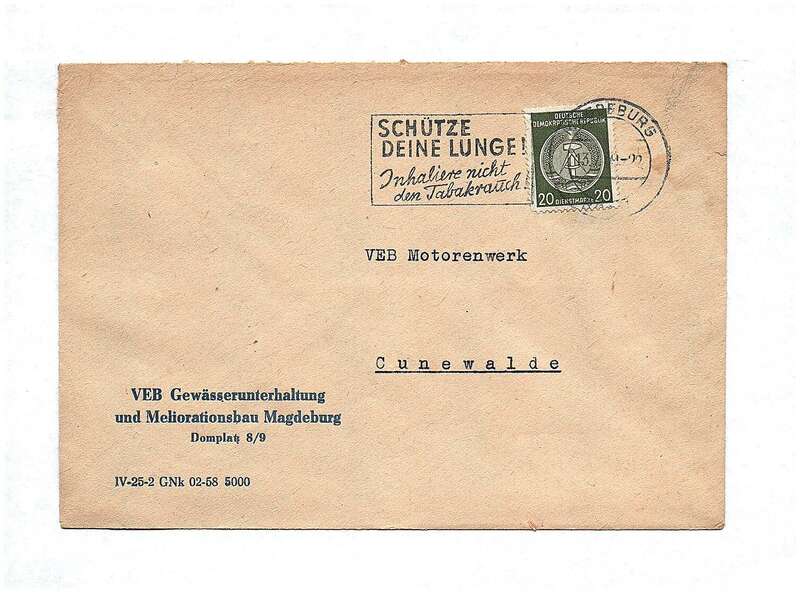 SCHÜTZE
DEINE LUNGE!
Inhaliere nicht
den Tabakrauch
DEUTSCHE
DEMOKRATISCHE REPUBLIK
20 DIENSTMARKE 20
VEB Motorenwerk
Cunewalde
VEB Gewässerunterhaltung
und Meliorationsbau Magdeburg
Domplatz 8/9
IV-25-2 GNk 02-58 5000